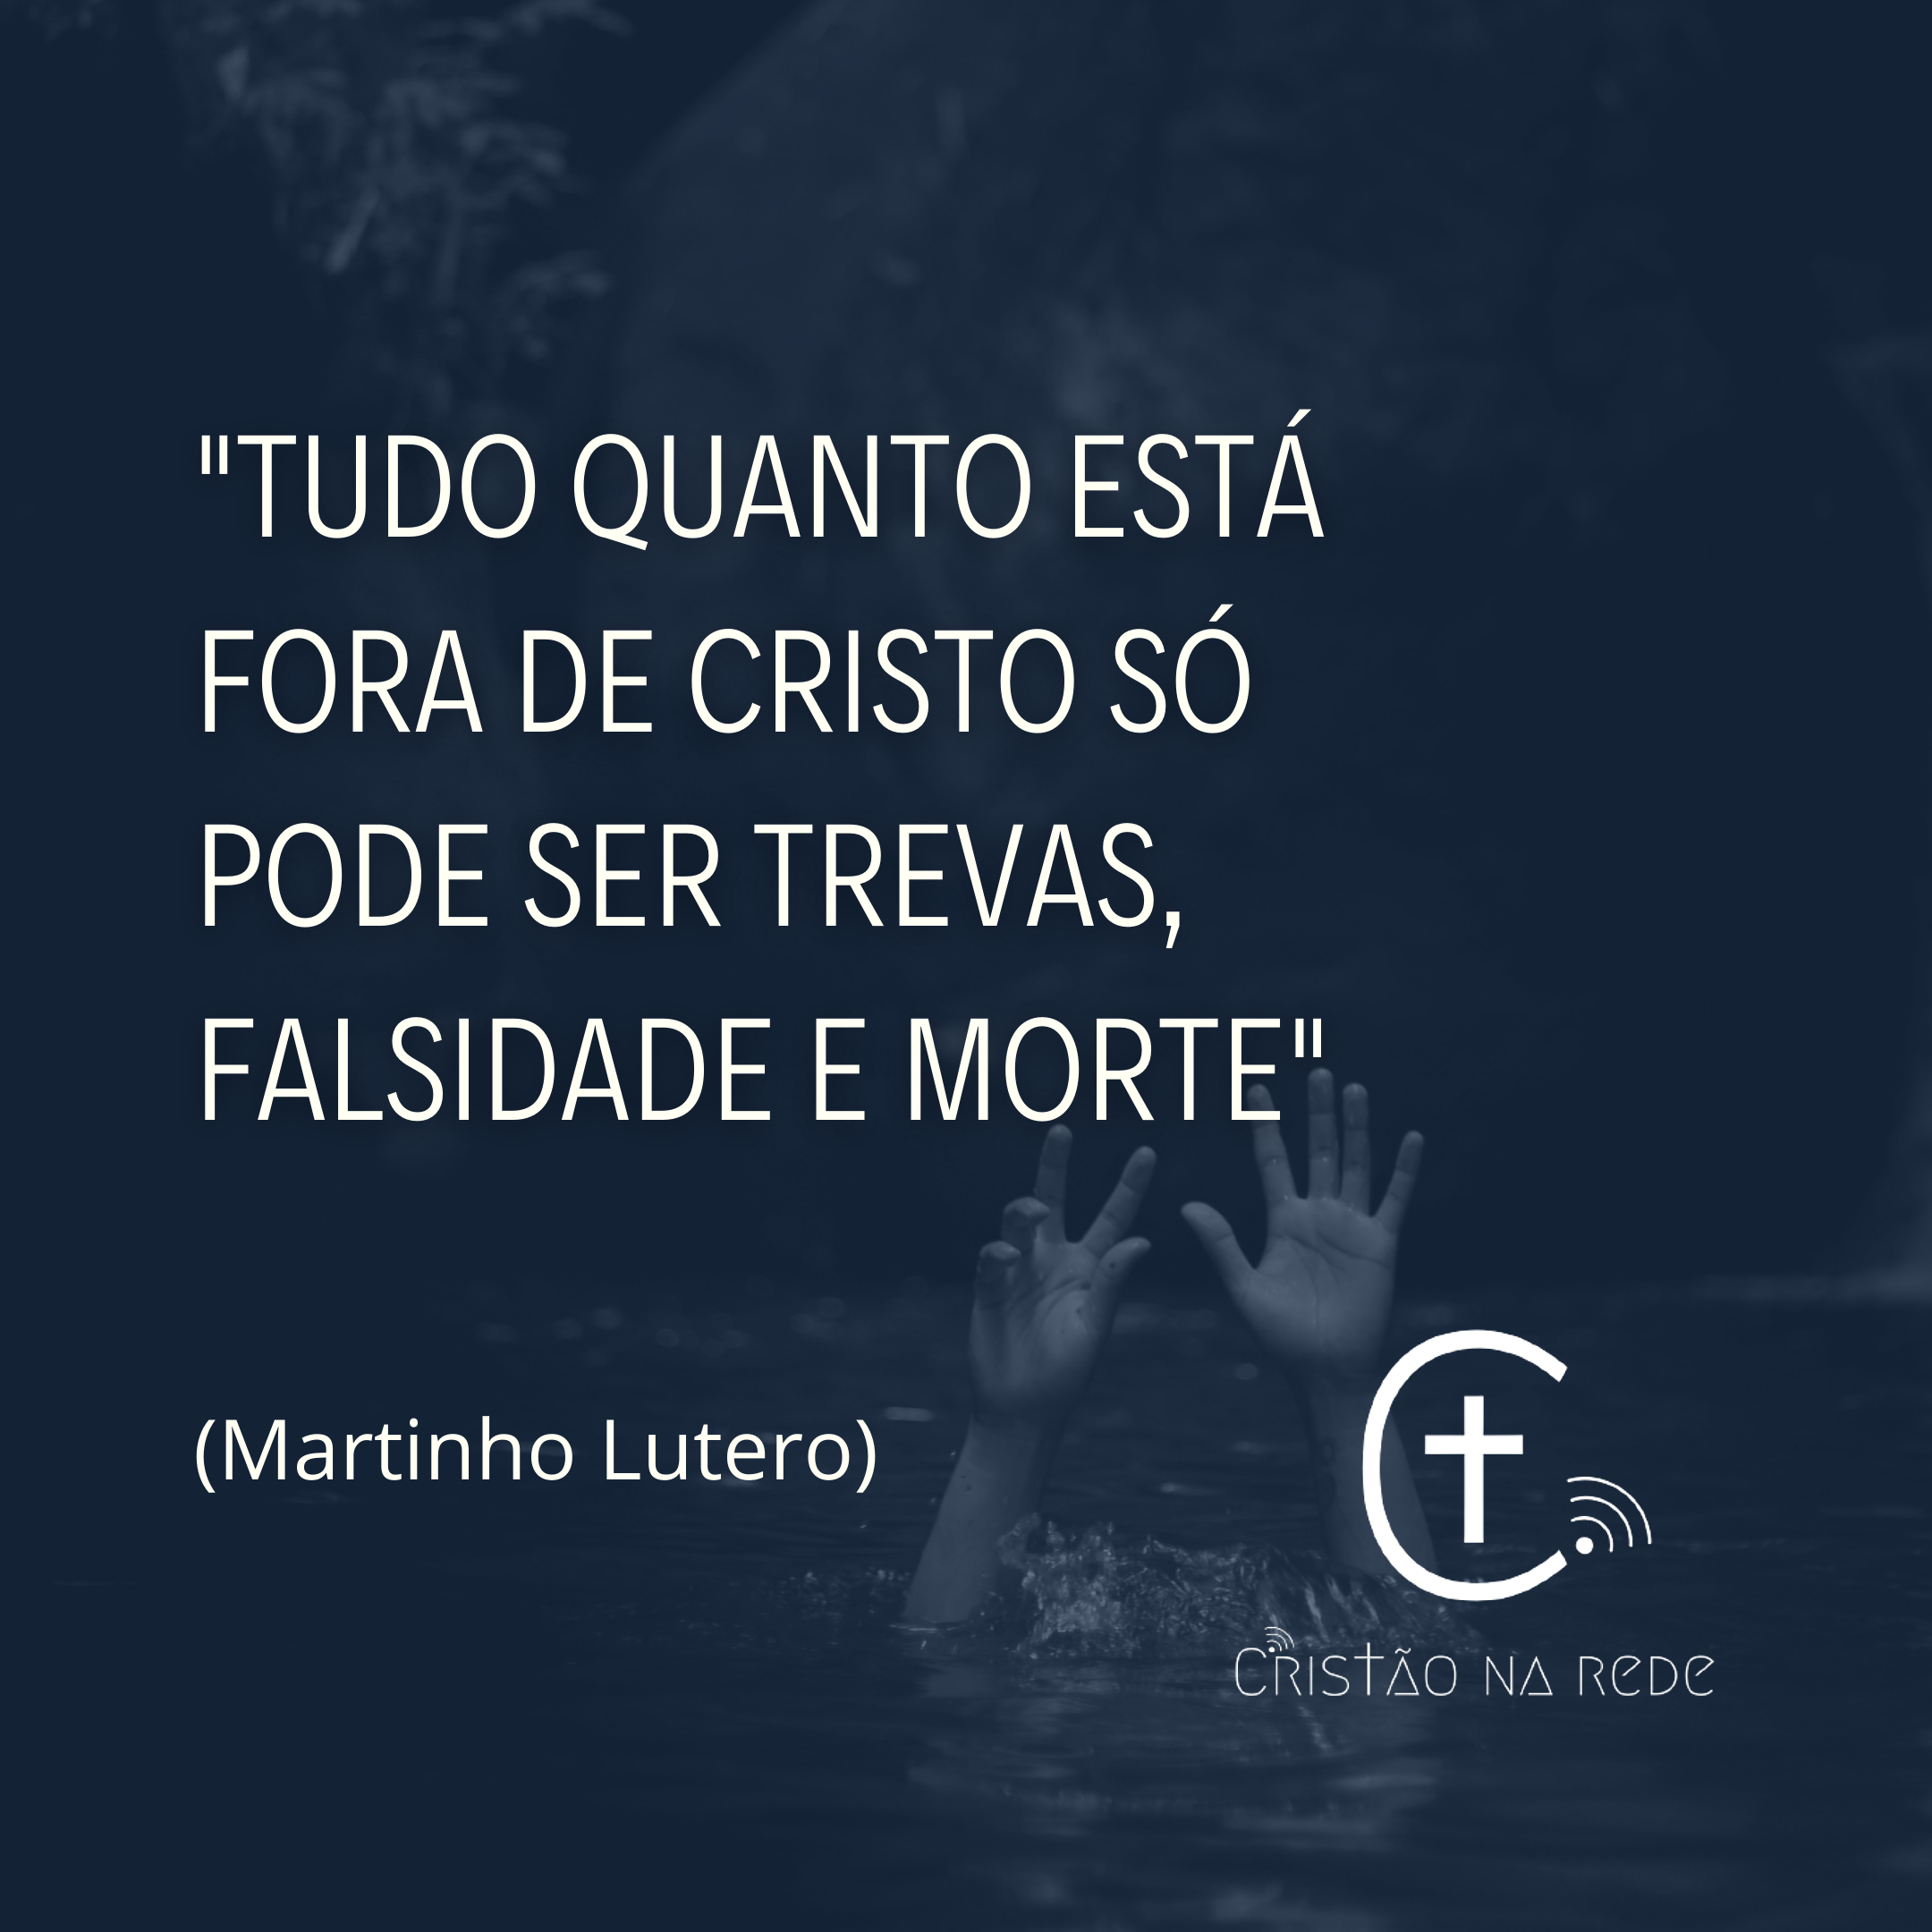 "TUDO QUANTO ESTÁ
FORA DE CRISTO SÓ
PODE SER TREVAS,
FALSIDADE E MORTE"
(Martinho Lutero)
CRISTÃO NA REDE